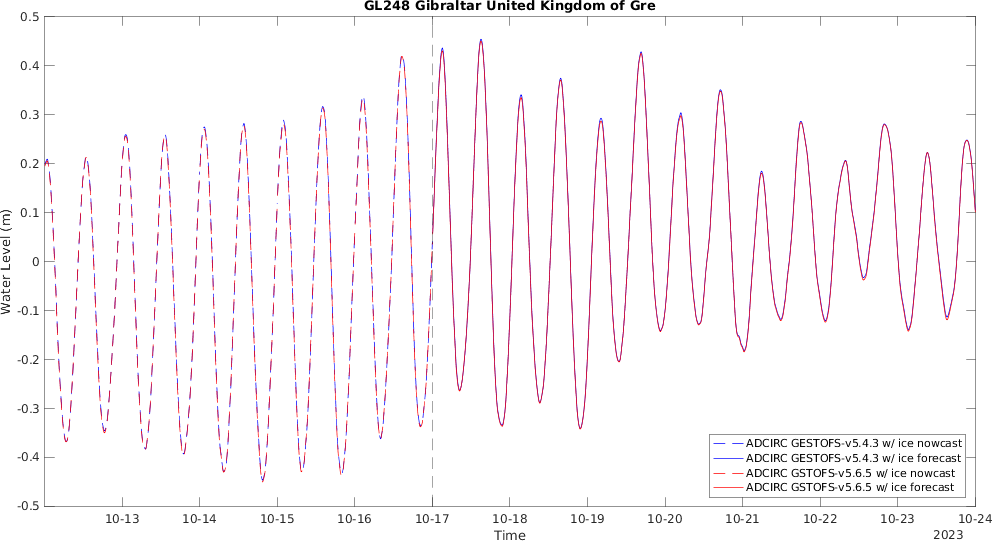 GL248 Gibraltar United Kingdom of Gre
0.5
0.4
0.3
0.2
0.1
0
-0.1
-0.2
-0.3
-0.4
-0.5
Water Level (m)
ADCIRC GESTOFS-v5.4.3 w/ ice nowcast
ADCIRC GESTOFS-v5.4.3 w/ ice forecast
ADCIRC GSTOFS-v5.6.5 w/ ice nowcast
ADCIRC GSTOFS-v5.6.5 w/ ice forecast
10-13 10-14 10-15 10-16 10-17 10-18 10-19 10-20 10-21 10-22 10-23 10-24
Time
2023